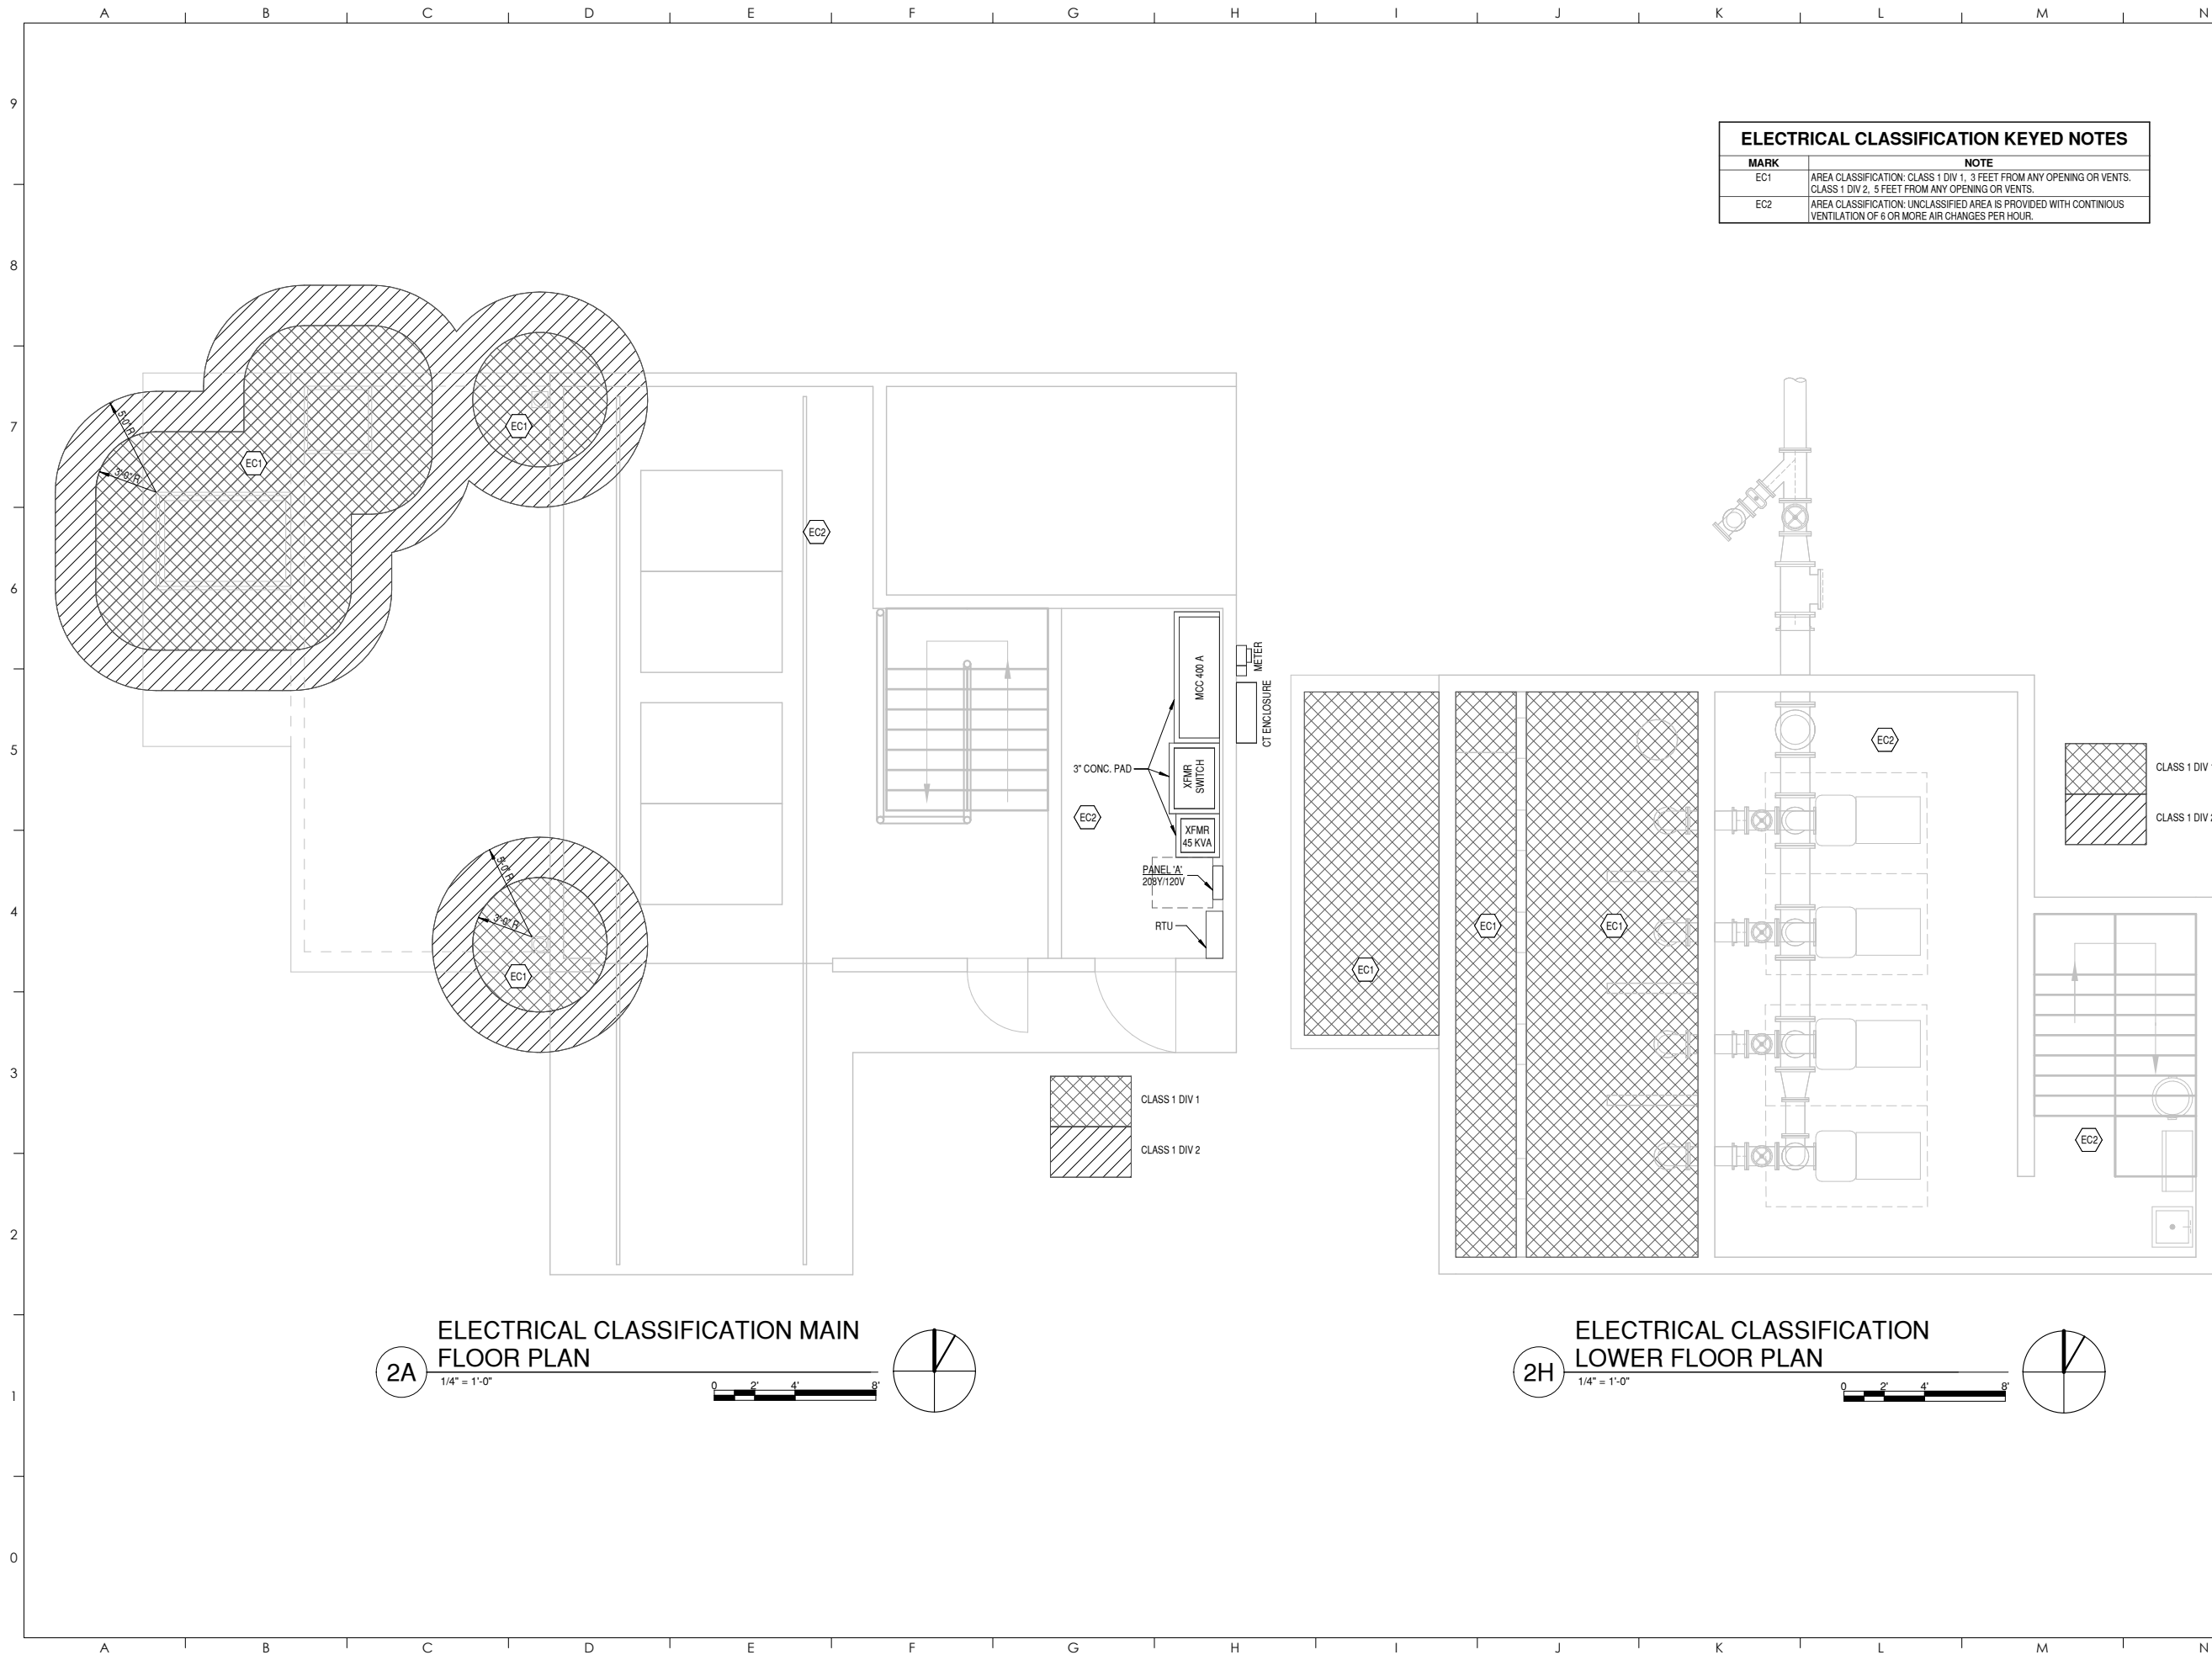 A B C D E F G H I J K L M N
9
8
7
6
5
4
3
2
1
0
ELECTRICAL CLASSIFICATION KEYED NOTES
MARK NOTE
EC1 AREA CLASSIFICATION: CLASS 1 DIV 1, 3 FEET FROM ANY OPENING OR VENTS.
CLASS 1 DIV 2, 5 FEET FROM ANY OPENING OR VENTS.
EC2 AREA CLASSIFICATION: UNCLASSIFIED AREA IS PROVIDED WITH CONTINIOUS
VENTILATION OF 6 OR MORE AIR CHANGES PER HOUR.
5'-0" R
3'-0" R
EC1
EC1
EC2
MCC 400 A
METER
CT ENCLOSURE
3" CONC. PAD
XFMR
SWITCH
EC2
XFMR
45 KVA
PANEL 'A'
208Y/120V
RTU
5'-0" R
3'-0" R
EC1
CLASS 1 DIV 1
CLASS 1 DIV 2
2A
ELECTRICAL CLASSIFICATION MAIN
FLOOR PLAN
1/4" = 1'-0"
0 2' 4' 8'
EC2
EC1
EC1
EC1
EC2
CLASS 1 DIV
CLASS 1 DIV 2
2H
ELECTRICAL CLASSIFICATION
LOWER FLOOR PLAN
1/4" = 1'-0"
0 2' 4' 8'
A B C D E F G H I J K L M N